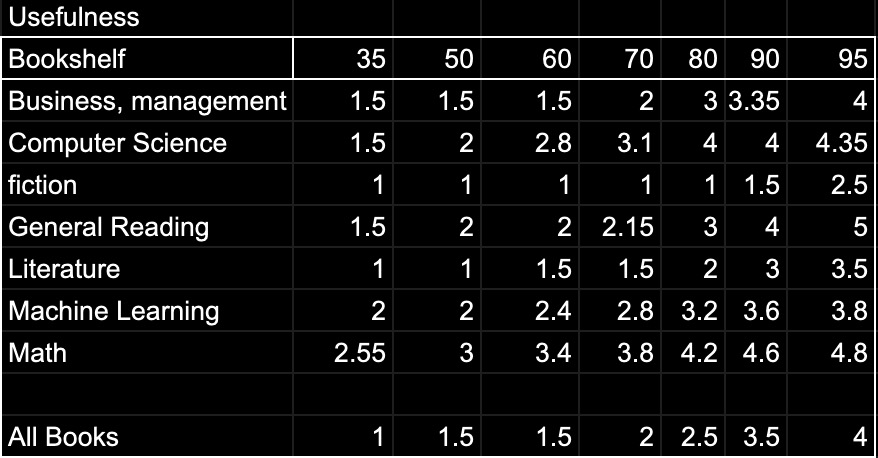 Usefulness
Bookshelf 35 50 60 70 80 90 95
Business, management 1.5 1.5 1.5 2 3 3.35 4
Computer Science 1.5 2 2.8 3.1 4 4 4.35
fiction 1 1 1 1 1 1.5 2.5
General Reading 1.5 2 2 2.15 3 4 5
Literature 1 1 1.5 1.5 2 3 3.5
Machine Learning 2 2 2.4 2.8 3.2 3.6 3.8
Math 2.55 3 3.4 3.8 4.2 4.6 4.8
All Books 1 1.5 1.5 2 2.5 3.5 4